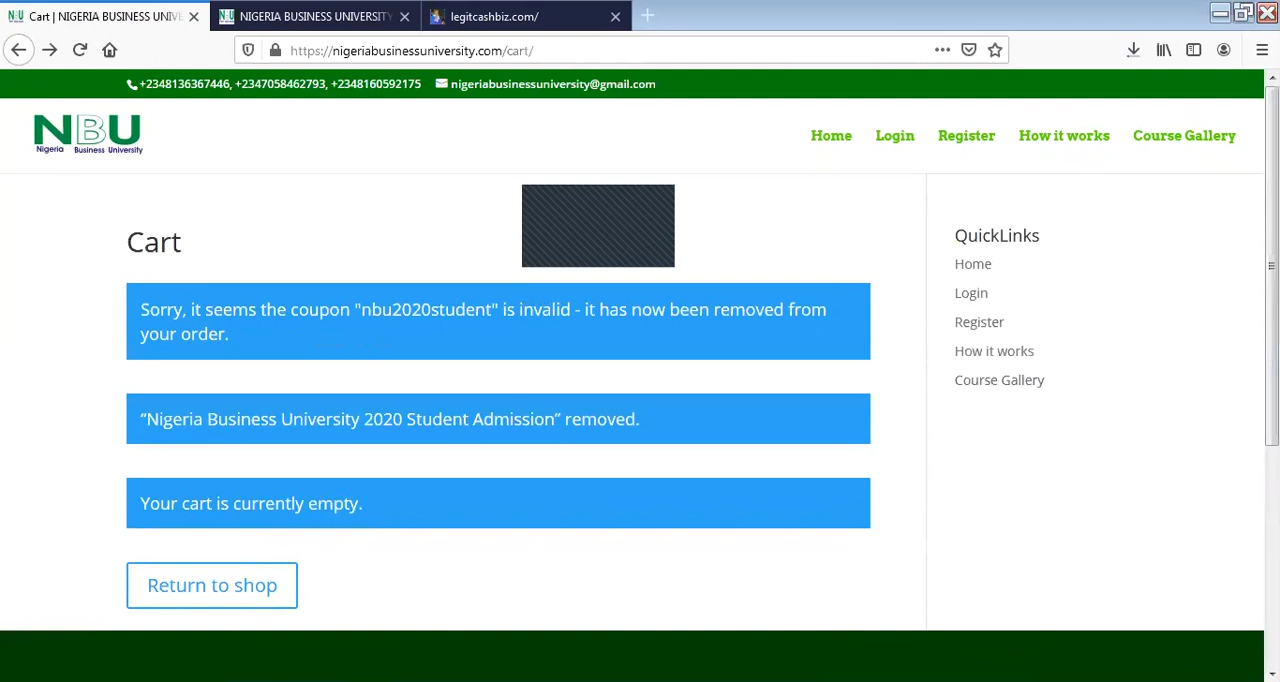 Cart | NIGERIA BUSINESS UNIVE
NIGERIA BUSINESS UNIVERSITY
legitcashbiz.com/
https://nigeriabusinessuniversity.com/cart/
+2348136367446, +2347058462793, +2348160592175
nigeriabusinessuniversity@gmail.com
NBU
Nigeria Business University
Home
Login
Register
How it works
Course Gallery
Cart
Sorry, it seems the coupon "nbu2020student" is invalid - it has now been removed from
your order.
“Nigeria Business University 2020 Student Admission” removed.
Your cart is currently empty.
Return to shop
QuickLinks
Home
Login
Register
How it works
Course Gallery